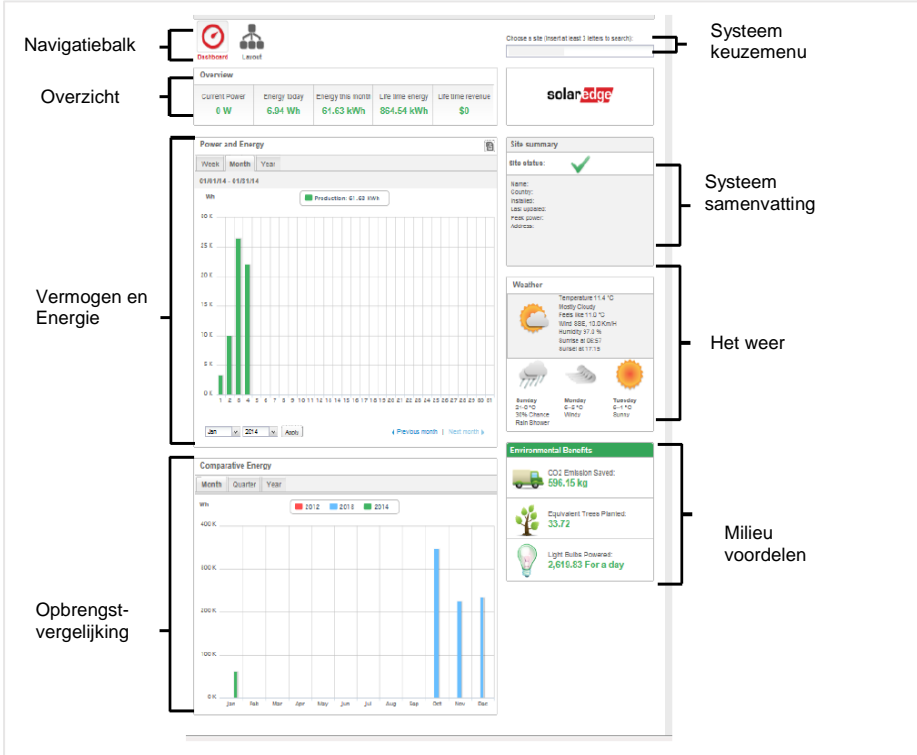 Navigatiebalk
Dashboard
Layout
Choose a site (Insert at least 3 letters to search):
Systeem
keuzemenu
Overzicht
Overview
Current Power
Energy today
Energy this month
Life time energy
Life time revenue
0 W
6.94 Wh
61.63 kWh
864.54 kWh
$0
solaredge
Vermogen en
Energie
Power and Energy
Week
Month
Year
01/01/14 - 01/31/14
Wh
Production: 61.63 kWh
30 K
25 K
20 K
15 K
10 K
5 K
0 K
1 2 3 4 5 6 7 8 9 10 11 12 13 14 15 16 17 18 19 20 21 22 23 24 25 26 27 28 29 30 31
Jan
2014
Apply
Previous month | Next month
Site summary
Site status:
Name:
Country:
Installed:
Last updated:
Peak power:
Address:
Systeem
samenvatting
Weather
Temperature 11.4 °C
Mostly Cloudy
Feels like 11.0 °C
Wind SSE, 10.0 Km/H
Humidity 97.0 %
Sunrise at 06:57
Sunset at 17:15
Sunday
Monday
6–8 °C
Windy
Tuesday
Sunny
Rain Shower
Het weer
Opbrengst-
vergelijking
Comparative Energy
Month
Quarter
Year
Wh
2012
2013
2014
400 K
300 K
200 K
100 K
0 K
Jan Feb Mar Apr May Jun Jul Aug Sep Oct Nov Dec
Environmental Benefits
CO2 Emission Saved:
596.15 kg
Equivalent Trees Planted:
33.72
Light Bulbs Powered:
2,619.83 For a day
Milieu
voordelen